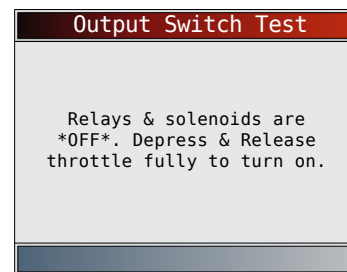 Output Switch Test
Relays & solenoids are
*OFF*. Depress & Release
throttle fully to turn on.